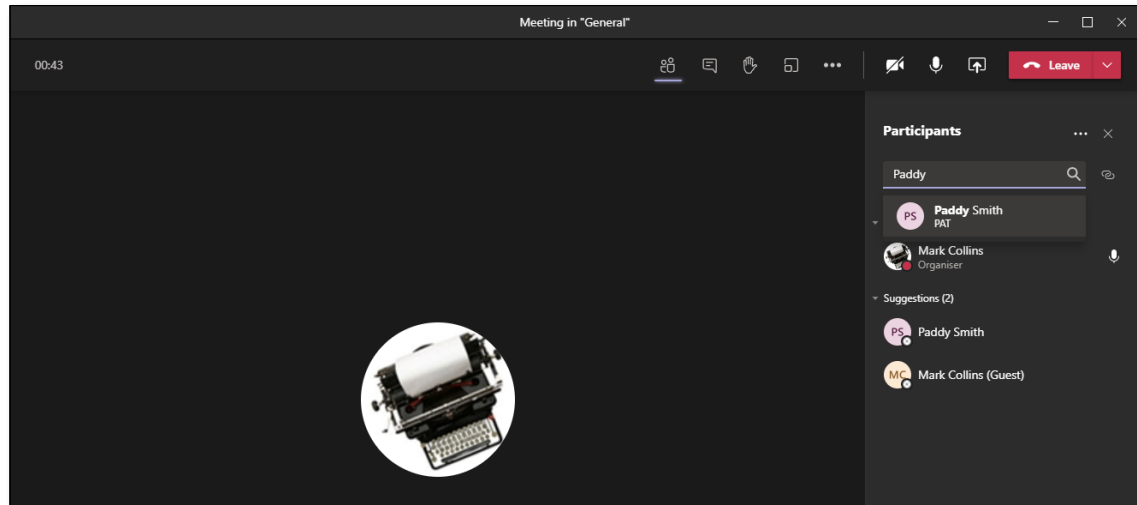 Meeting in "General"
00:43
Leave
Participants
Paddy
PS
Paddy Smith
PAT
Mark Collins
Organiser
Suggestions (2)
PS
Paddy Smith
MC
Mark Collins (Guest)